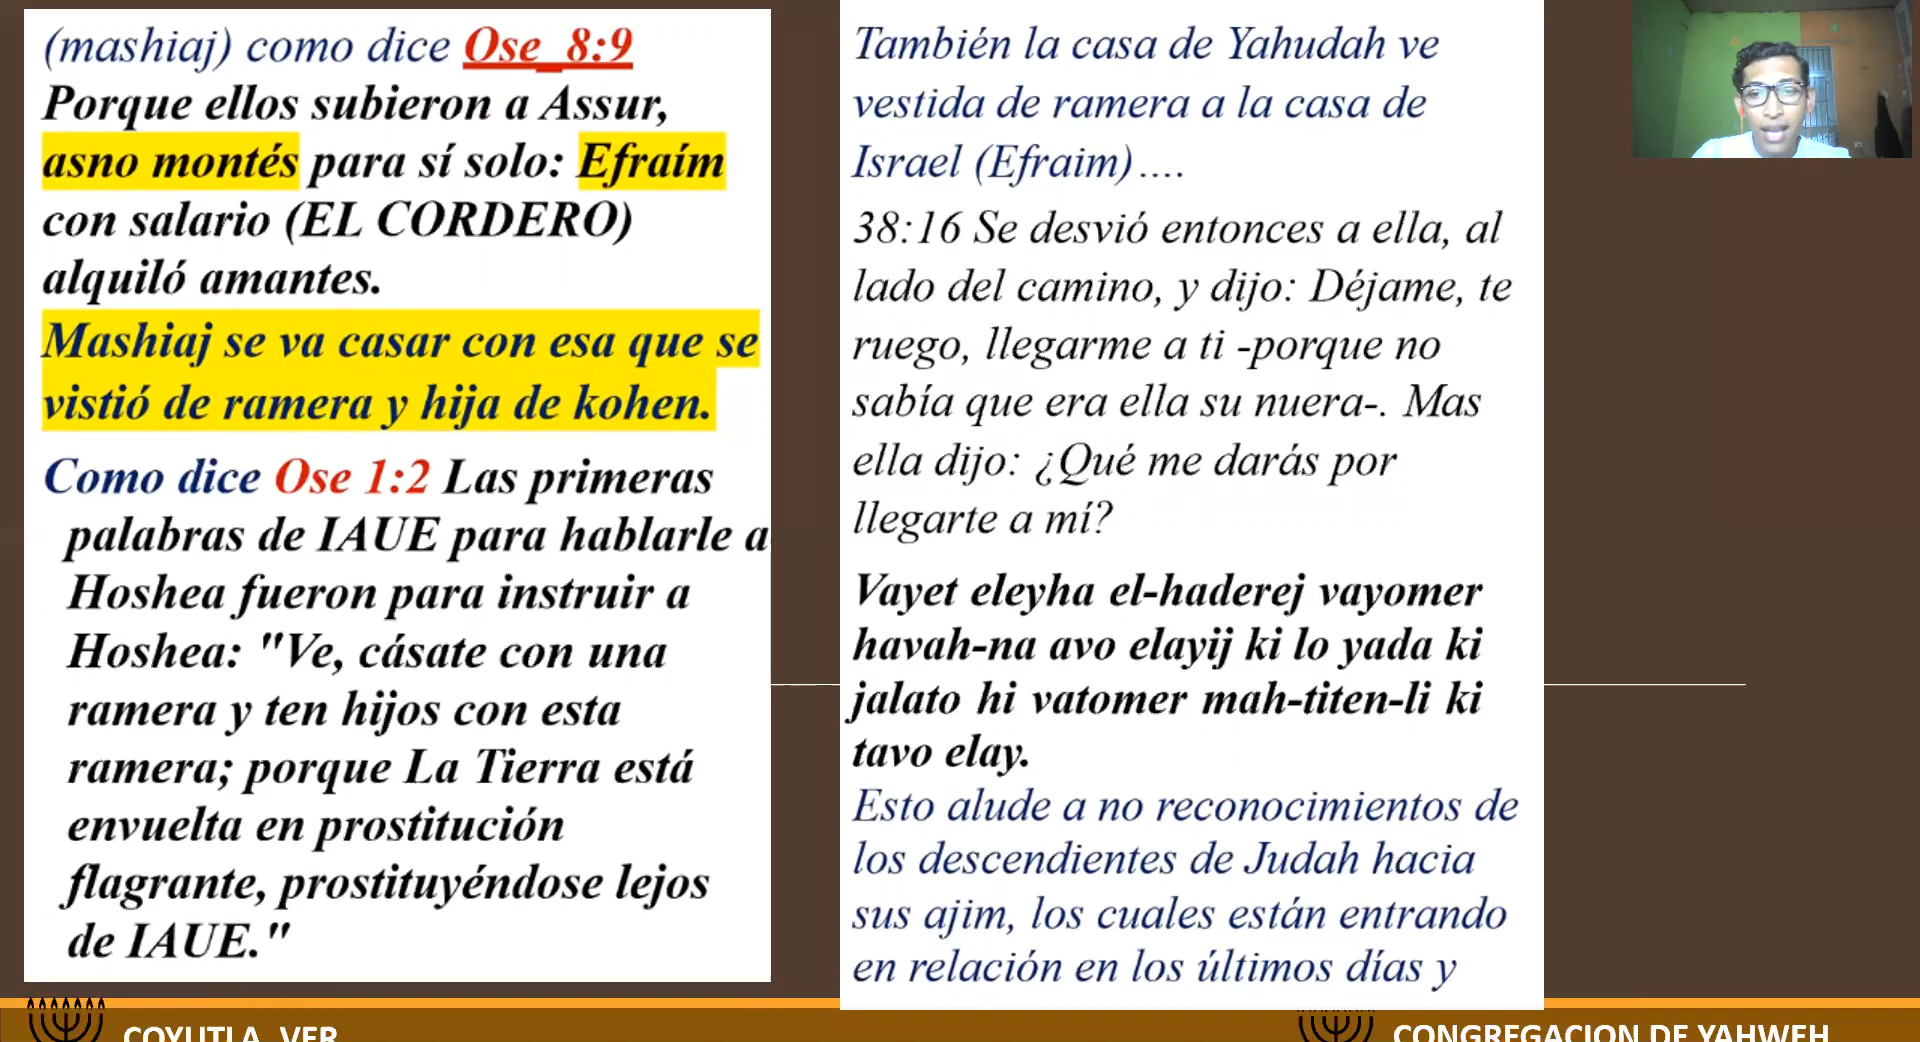 (mashiaj) como dice Ose_8:9
Porque ellos subieron a Assur,
asno montés para sí solo: Efraím
con salario (EL CORDERO)
alquiló amantes.
Mashiaj se va casar con esa que se
vistió de ramera y hija de kohen.
Como dice Ose 1:2 Las primeras
palabras de IAUE para hablarle a
Hoshea fueron para instruir a
Hoshea: "Ve, cásate con una
ramera y ten hijos con esta
ramera; porque La Tierra está
envuelta en prostitución
flagrante, prostituyéndose lejos
de IAUE."
También la casa de Yahudah ve
vestida de ramera a la casa de
Israel (Efraim)....
38:16 Se desvió entonces a ella, al
lado del camino, y dijo: Déjame, te
ruego, llegarme a ti -porque no
sabía que era ella su nuera-. Mas
ella dijo: ¿Qué me darás por
llegarte a mí?
Vayet eleyha el-haderej vayomer
havah-na avo elayij ki lo yada ki
jalato hi vatomer mah-titen-li ki
tavo elay.
Esto alude a no reconocimientos de
los descendientes de Judah hacia
sus ajim, los cuales están entrando
en relación en los últimos días y
COYUTLA, VER
CONGREGACION DE YAHWEH